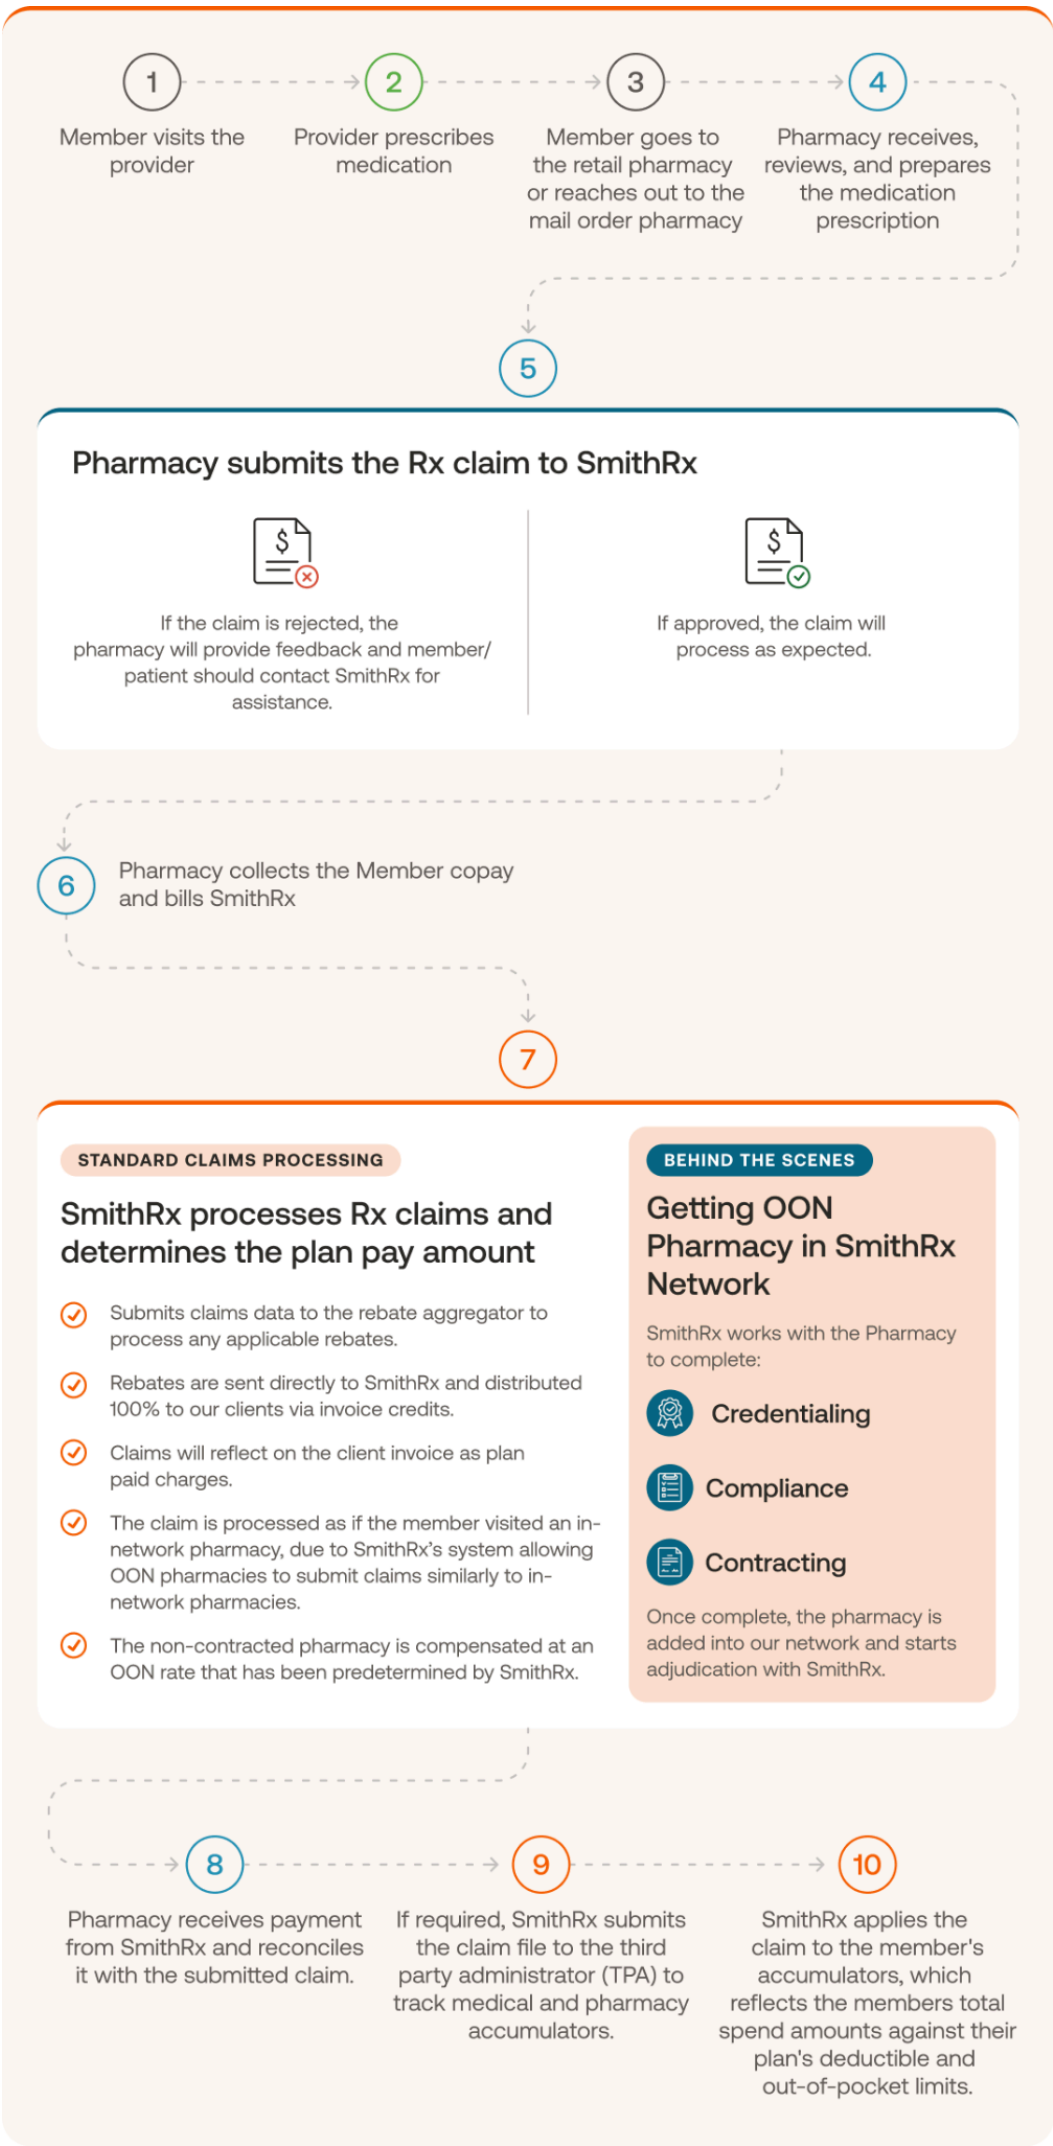 1
2
3
4
Member visits the
provider
Provider prescribes
medication
Member goes to
the retail pharmacy
or reaches out to the
mail order pharmacy
Pharmacy receives,
reviews, and prepares
the medication
prescription
5
Pharmacy submits the Rx claim to SmithRx
$
If the claim is rejected, the
pharmacy will provide feedback and member/
patient should contact SmithRx for
assistance.
$
If approved, the claim will
process as expected.
6
Pharmacy collects the Member copay
and bills SmithRx
7
STANDARD CLAIMS PROCESSING
SmithRx processes Rx claims and
determines the plan pay amount
Submits claims data to the rebate aggregator to
process any applicable rebates.
Rebates are sent directly to SmithRx and distributed
100% to our clients via invoice credits.
Claims will reflect on the client invoice as plan
paid charges.
The claim is processed as if the member visited an in-
network pharmacy, due to SmithRx’s system allowing
OON pharmacies to submit claims similarly to in-
network pharmacies.
The non-contracted pharmacy is compensated at an
OON rate that has been predetermined by SmithRx.
BEHIND THE SCENES
Getting OON
Pharmacy in SmithRx
Network
SmithRx works with the Pharmacy
to complete:
Credentialing
Compliance
Contracting
Once complete, the pharmacy is
added into our network and starts
adjudication with SmithRx.
8
9
10
Pharmacy receives payment
from SmithRx and reconciles
it with the submitted claim.
If required, SmithRx submits
the claim file to the third
party administrator (TPA) to
track medical and pharmacy
accumulators.
SmithRx applies the
claim to the member's
accumulators, which
reflects the members total
spend amounts against their
plan's deductible and
out-of-pocket limits.